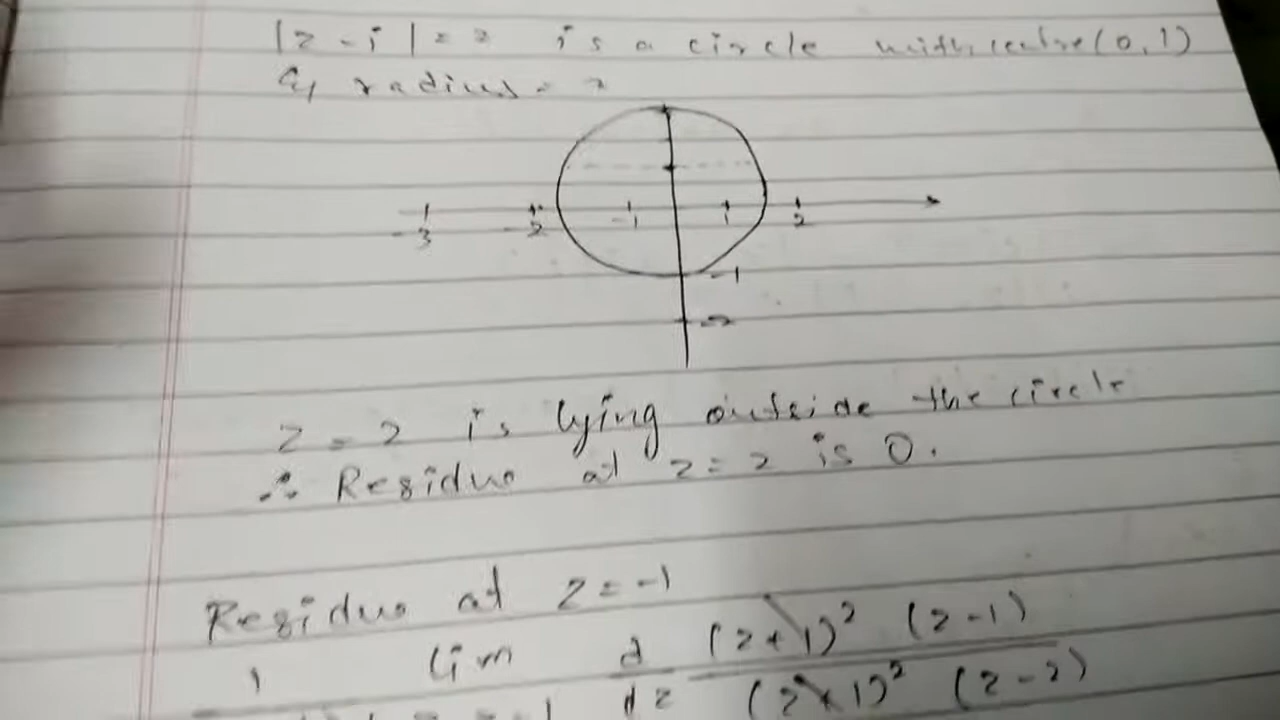 |z - i| = 2 is a circle with centre (0, 1)
& radius = 2
-3 -2 -1 1 2
-1
-2
z = 2 is lying outside the circle
∴ Residue at z = 2 is 0.
Residue at z = -1
1 lim d (z+1)² (z-1)
z → -1 dz (z+1)² (z-2)